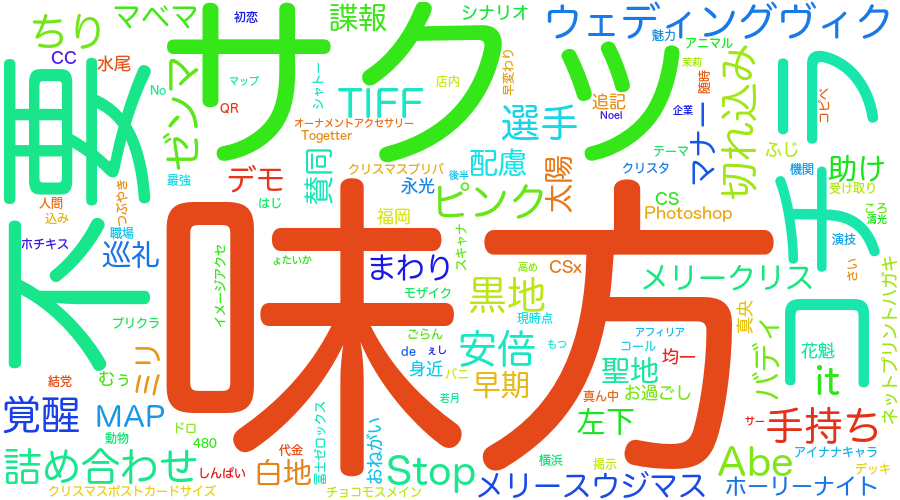 味方
サクッ
不要
コチラ
ちり
マベマ
初恋
諜報
シナリオ
ウェディングヴィク
魅力
アニマル
茉莉
CC
水尾
No
ゼンマ
マップ
QR
シャトー
TIFF
店内
早変わり
オーナメントアクセサリー
Togetter
選手
追記
Noel
企業
随時
マナー
切れ込み
コピペ
ふじ
最強
デモ
賛同
クリスマスプリバ
配慮
後半
永光
太陽
クリスタ
テーマ
機関
助け
受け取り
人間
込み
つぶやき
はじ
福岡
ピンク
CS
Photoshop
ころ
清光
ホチキス
職場
巡礼
イメージアクセ
ょたいか
まわり
スキャナ
高め
CSx
メリークリス
演技
さい
モザイク
黒地
現時点
真央
ネットプリントハガキ
プリクラ
ごらん
de
ぇし
安倍
もつ
アフィリア
コール
均一
聖地
バディ
花魁
結党
むぅ
ミリ
身近
バニ
早期
若月
真ん中
お過ごし
it
覚醒
MAP
動物
ドロ
480
代金
富士ゼロックス
おねがい
左下
横浜
サー
手持ち
アイナナキャラ
詰め合わせ
しんぱい
白地
Stop
掲示
Abe
デッキ
クリスマスポストカードサイズ
チョコモスメイン
メリースウジマス
ホーリーナイト